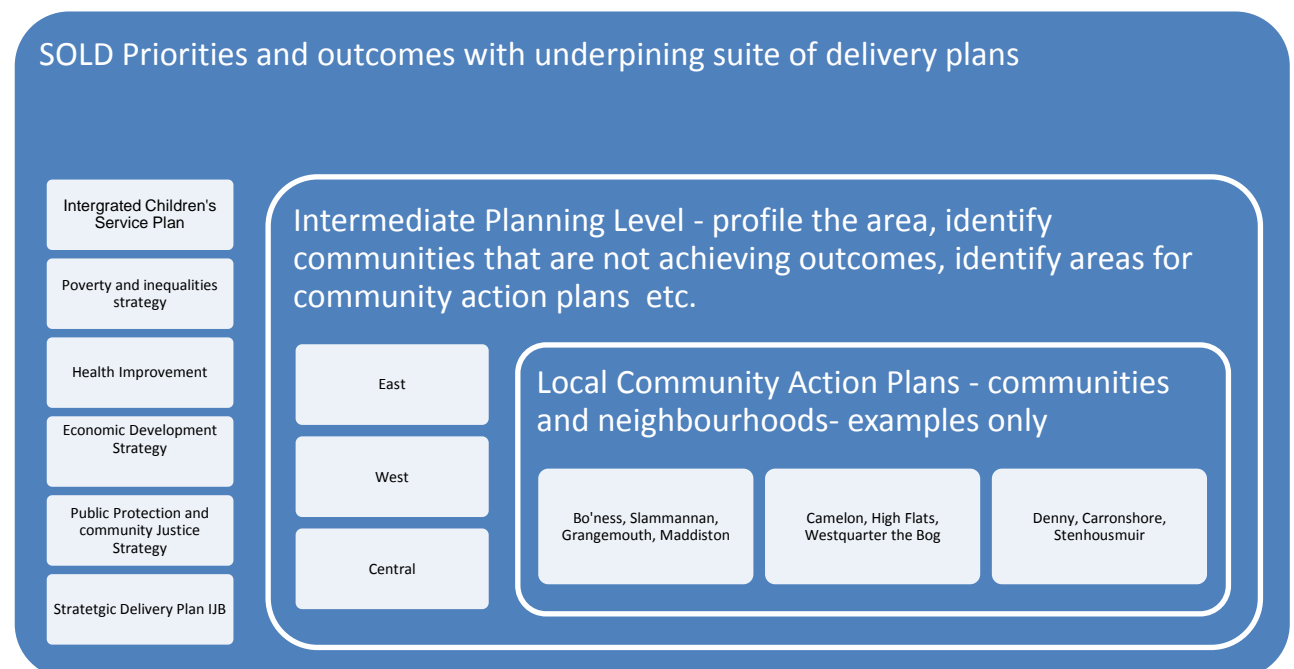 SOLD Priorities and outcomes with underpining suite of delivery plans
Intergrated Children's
Service Plan
Poverty and inequalities
strategy
Health Improvement
Economic Development
Strategy
Public Protection and
community Justice
Strategy
Stratetgic Delivery Plan IJB
Intermediate Planning Level - profile the area, identify
communities that are not achieving outcomes, identify areas for
community action plans etc.
East
West
Central
Local Community Action Plans - communities
and neighbourhoods- examples only
Bo'ness, Slammannan,
Grangemouth, Maddiston
Camelon, High Flats,
Westquarter the Bog
Denny, Carronshore,
Stenhousmuir